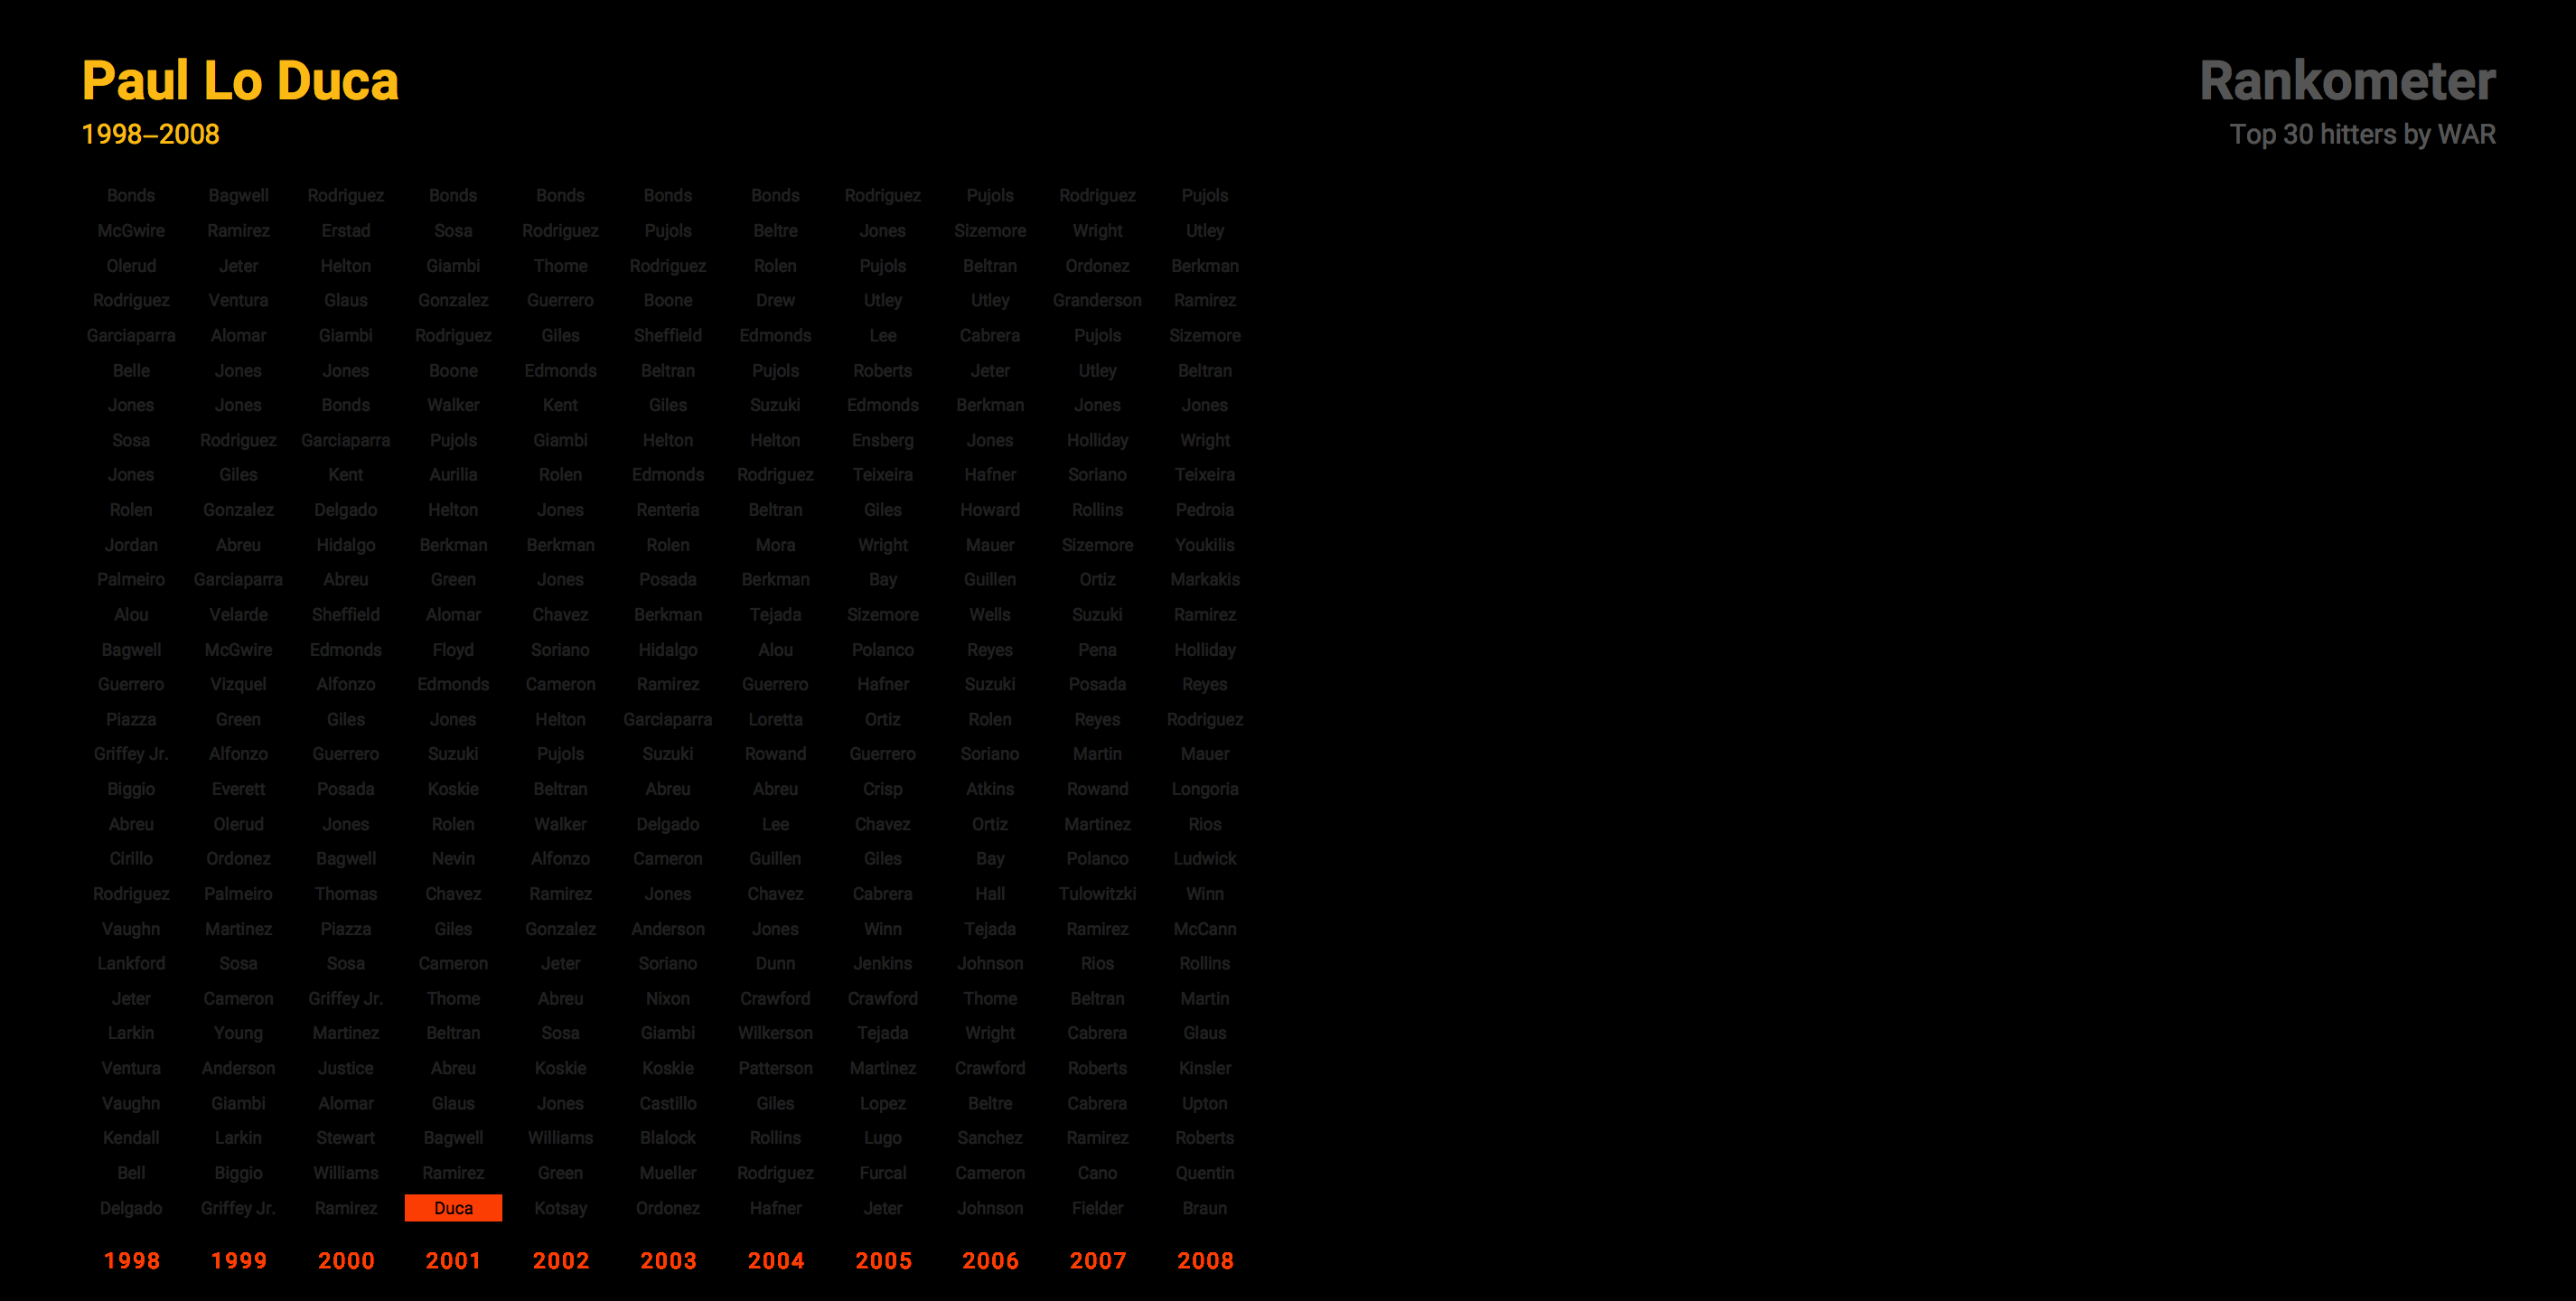 Paul Lo Duca Rankometer
1998–2008 Top 30 hitters by WAR
Bonds Bagwell Rodriguez Bonds Bonds Bonds Bonds Rodriguez Pujols Rodriguez Pujols
McGwire Ramirez Erstad Sosa Rodriguez Pujols Beltre Jones Sizemore Wright Utley
Olerud Jeter Helton Giambi Thome Rodriguez Rolen Pujols Beltran Ordonez Berkman
Rodriguez Ventura Glaus Gonzalez Guerrero Boone Drew Utley Utley Granderson Ramirez
Garciaparra Alomar Giambi Rodriguez Giles Sheffield Edmonds Lee Cabrera Pujols Sizemore
Belle Jones Jones Boone Edmonds Beltran Pujols Roberts Jeter Utley Beltran
Jones Jones Bonds Walker Kent Giles Suzuki Edmonds Berkman Jones Jones
Sosa Rodriguez Garciaparra Pujols Giambi Helton Helton Ensberg Jones Holliday Wright
Jones Giles Kent Aurilia Rolen Edmonds Rodriguez Teixeira Hafner Soriano Teixeira
Rolen Gonzalez Delgado Helton Jones Renteria Beltran Giles Howard Rollins Pedroia
Jordan Abreu Hidalgo Berkman Berkman Rolen Mora Wright Mauer Sizemore Youkilis
Palmeiro Garciaparra Abreu Green Jones Posada Berkman Bay Guillen Ortiz Markakis
Alou Velarde Sheffield Alomar Chavez Berkman Tejada Sizemore Wells Suzuki Ramirez
Bagwell McGwire Edmonds Floyd Soriano Hidalgo Alou Polanco Reyes Pena Holliday
Guerrero Vizquel Alfonzo Edmonds Cameron Ramirez Guerrero Hafner Suzuki Posada Reyes
Piazza Green Giles Jones Helton Garciaparra Loretta Ortiz Rolen Reyes Rodriguez
Griffey Jr. Alfonzo Guerrero Suzuki Pujols Suzuki Rowand Guerrero Soriano Martin Mauer
Biggio Everett Posada Koskie Beltran Abreu Abreu Crisp Atkins Rowand Longoria
Abreu Olerud Jones Rolen Walker Delgado Lee Chavez Ortiz Martinez Rios
Cirillo Ordonez Bagwell Nevin Alfonzo Cameron Guillen Giles Bay Polanco Ludwick
Rodriguez Palmeiro Thomas Chavez Ramirez Jones Chavez Cabrera Hall Tulowitzki Winn
Vaughn Martinez Piazza Giles Gonzalez Anderson Jones Winn Tejada Ramirez McCann
Lankford Sosa Sosa Cameron Jeter Soriano Dunn Jenkins Johnson Rios Rollins
Jeter Cameron Griffey Jr. Thome Abreu Nixon Crawford Crawford Thome Beltran Martin
Larkin Young Martinez Beltran Sosa Giambi Wilkerson Tejada Wright Cabrera Glaus
Ventura Anderson Justice Abreu Koskie Koskie Patterson Martinez Crawford Roberts Kinsler
Vaughn Giambi Alomar Glaus Jones Castillo Giles Lopez Beltre Cabrera Upton
Kendall Larkin Stewart Bagwell Williams Blalock Rollins Lugo Sanchez Ramirez Roberts
Bell Biggio Williams Ramirez Green Mueller Rodriguez Furcal Cameron Cano Quentin
Delgado Griffey Jr. Ramirez Duca Kotsay Ordonez Hafner Jeter Johnson Fielder Braun
1998 1999 2000 2001 2002 2003 2004 2005 2006 2007 2008